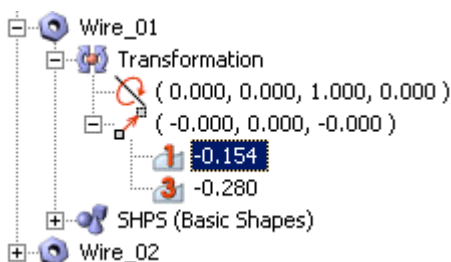 Wire_01
Transformation
( 0.000, 0.000, 1.000, 0.000 )
( -0.000, 0.000, -0.000 )
1 -0.154
3 -0.280
SHPS (Basic Shapes)
Wire_02